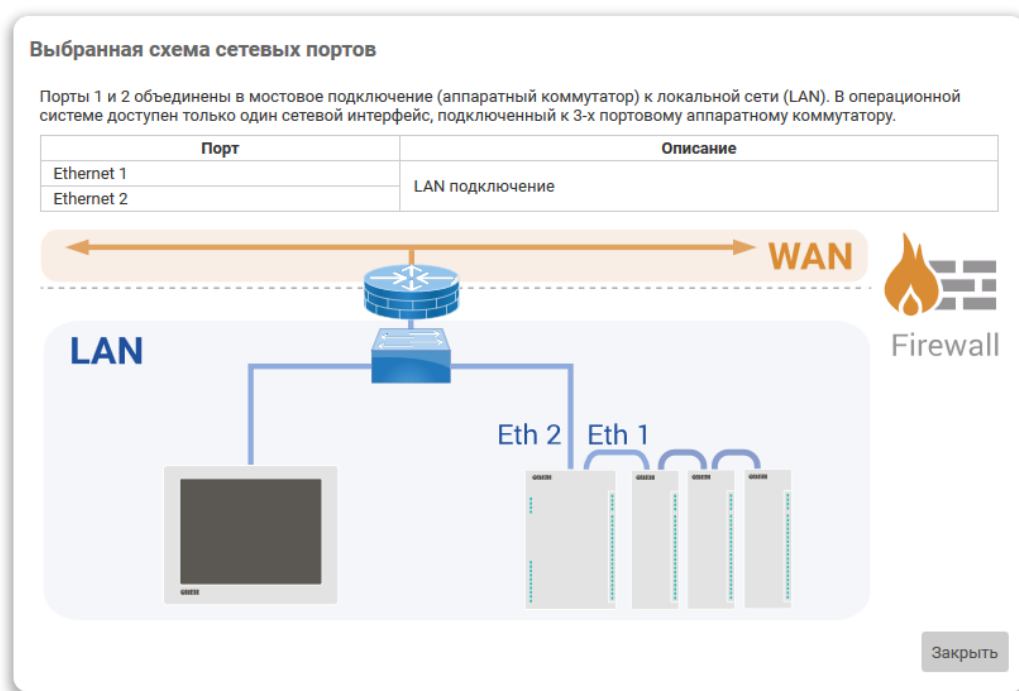 Выбранная схема сетевых портов
Порты 1 и 2 объединены в мостовое подключение (аппаратный коммутатор) к локальной сети (LAN). В операционной
системе доступен только один сетевой интерфейс, подключенный к 3-х портовому аппаратному коммутатору.
Порт Описание
Ethernet 1
LAN подключение
Ethernet 2
WAN
Firewall
LAN
Eth 2 Eth 1
Закрыть